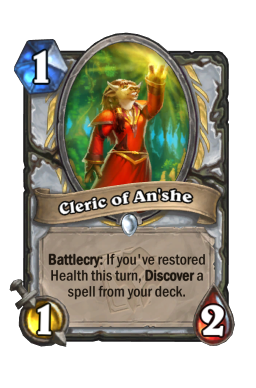 1
Cleric of An'she
Battlecry: If you've restored
Health this turn, Discover a
spell from your deck.
1
2